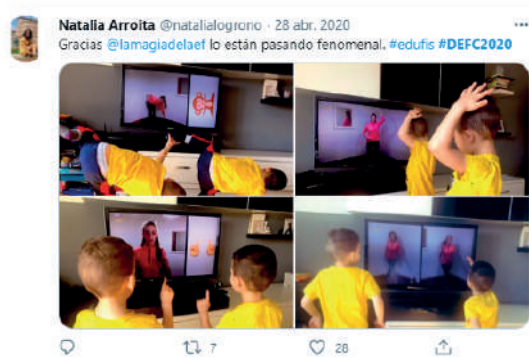 Natalia Arroita @natalialogrono · 28 abr. 2020
Gracias @lamagiadelaef lo están pasando fenomenal. #edufis #DEFC2020
7
28